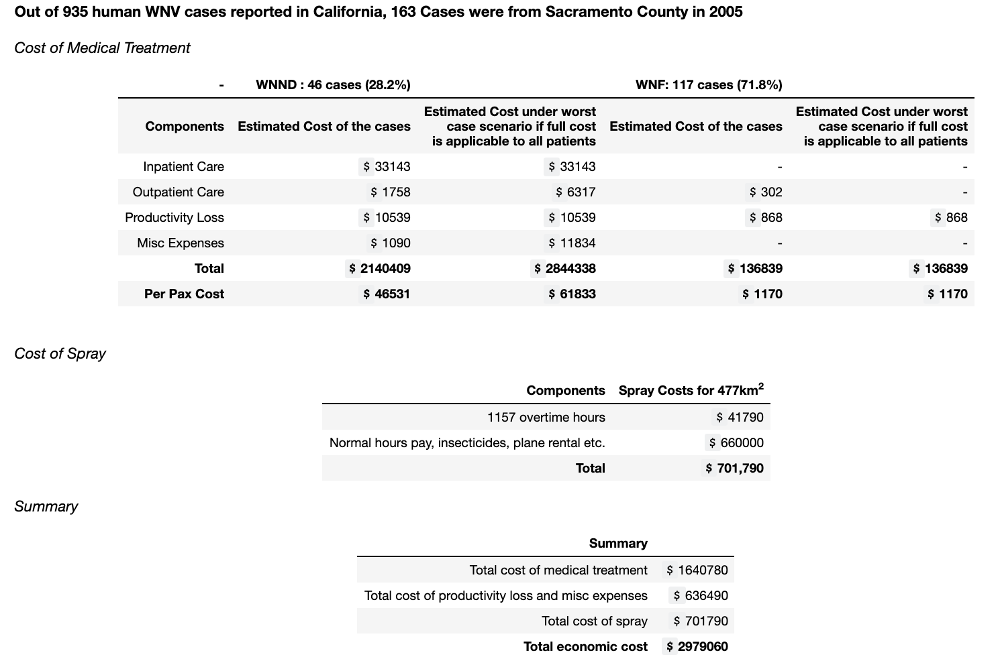 Out of 935 human WNV cases reported in California, 163 Cases were from Sacramento County in 2005
Cost of Medical Treatment
- WNND : 46 cases (28.2%) WNF: 117 cases (71.8%)
Components Estimated Cost of the cases Estimated Cost under worst case scenario if full cost is applicable to all patients Estimated Cost of the cases Estimated Cost under worst case scenario if full cost is applicable to all patients
Inpatient Care $ 33143 $ 33143 - -
Outpatient Care $ 1758 $ 6317 $ 302 -
Productivity Loss $ 10539 $ 10539 $ 868 $ 868
Misc Expenses $ 1090 $ 11834 - -
Total $ 2140409 $ 2844338 $ 136839 $ 136839
Per Pax Cost $ 46531 $ 61833 $ 1170 $ 1170
Cost of Spray
Components Spray Costs for 477km²
1157 overtime hours $ 41790
Normal hours pay, insecticides, plane rental etc. $ 660000
Total $ 701,790
Summary
Summary
Total cost of medical treatment $ 1640780
Total cost of productivity loss and misc expenses $ 636490
Total cost of spray $ 701790
Total economic cost $ 2979060